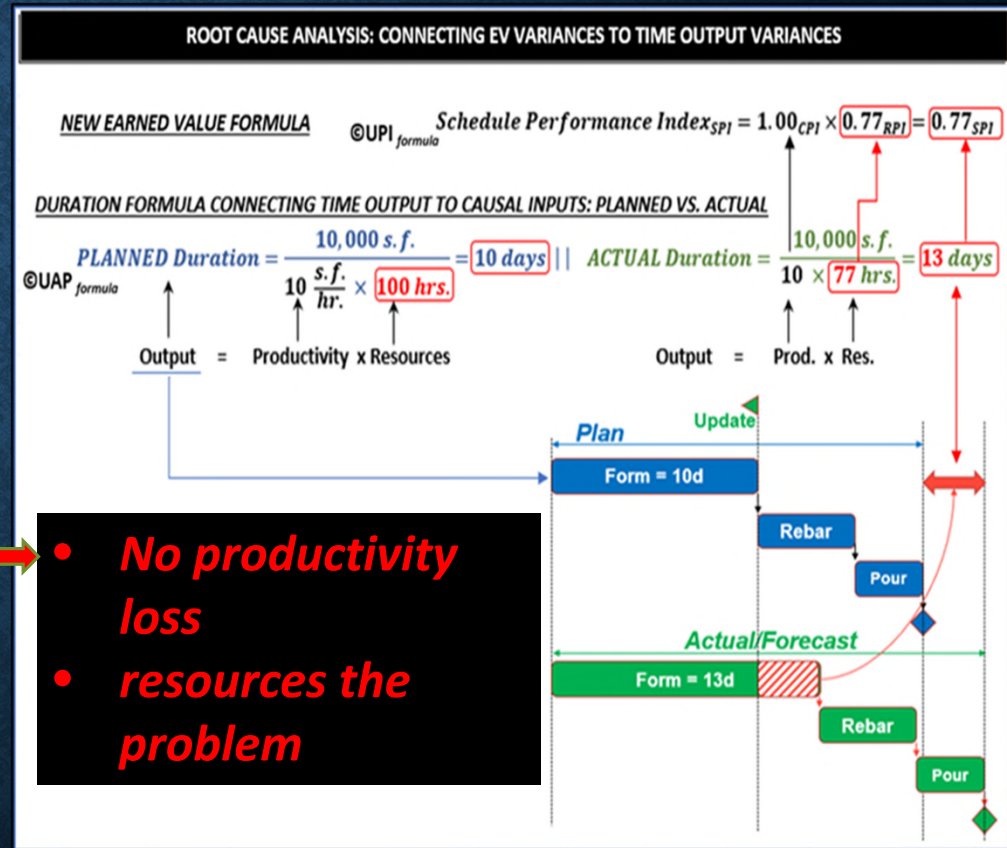 ROOT CAUSE ANALYSIS: CONNECTING EV VARIANCES TO TIME OUTPUT VARIANCES
NEW EARNED VALUE FORMULA
©UPI formula
Schedule Performance Index SPI = 1.00 CPI × 0.77 RPI = 0.77 SPI
DURATION FORMULA CONNECTING TIME OUTPUT TO CAUSAL INPUTS: PLANNED VS. ACTUAL
©UAP formula
PLANNED Duration = 10,000 s.f. / 10 s.f./hr. × 100 hrs. = 10 days || ACTUAL Duration = 10,000 s.f. / 10 × 77 hrs. = 13 days
Output = Productivity x Resources
Output = Prod. x Res.
Update
Plan
Form = 10d
Rebar
Pour
• No productivity
loss
• resources the
problem
Actual/Forecast
Form = 13d
Rebar
Pour